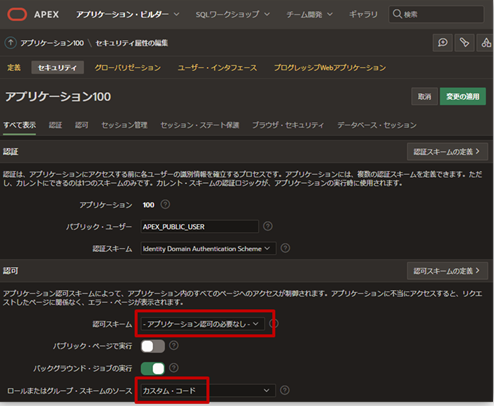 APEX アプリケーション・ビルダー SQLワークショップ チーム開発 ギャラリ 検索
アプリケーション100 \ セキュリティ属性の編集
定義 セキュリティ グローバリゼーション ユーザー・インタフェース プログレッシブWebアプリケーション
アプリケーション100 取消 変更の適用
すべて表示 認証 認可 セッション管理 セッション・ステート保護 ブラウザ・セキュリティ データベース・セッション
認証 認証スキームの定義 >
認証は、アプリケーションにアクセスする前に各ユーザーの識別情報を確立するプロセスです。アプリケーションには、複数の認証スキームを定義できます。ただ
し、カレントにできるのは1つのスキームのみです。カレント・スキームの認証ロジックが、アプリケーションの実行時に使用されます。
アプリケーション 100
パブリック・ユーザー APEX_PUBLIC_USER
認証スキーム Identity Domain Authentication Scheme
認可 認可スキームの定義 >
アプリケーション認可スキームによって、アプリケーション内のすべてのページへのアクセスが制御されます。アプリケーションに不当にアクセスすると、リクエ
ストしたページに関係なく、エラー・ページが表示されます。
認可スキーム - アプリケーション認可の必要なし -
パブリック・ページで実行
バックグラウンド・ジョブの実行
ロールまたはグループ・スキームのソース カスタム・コード